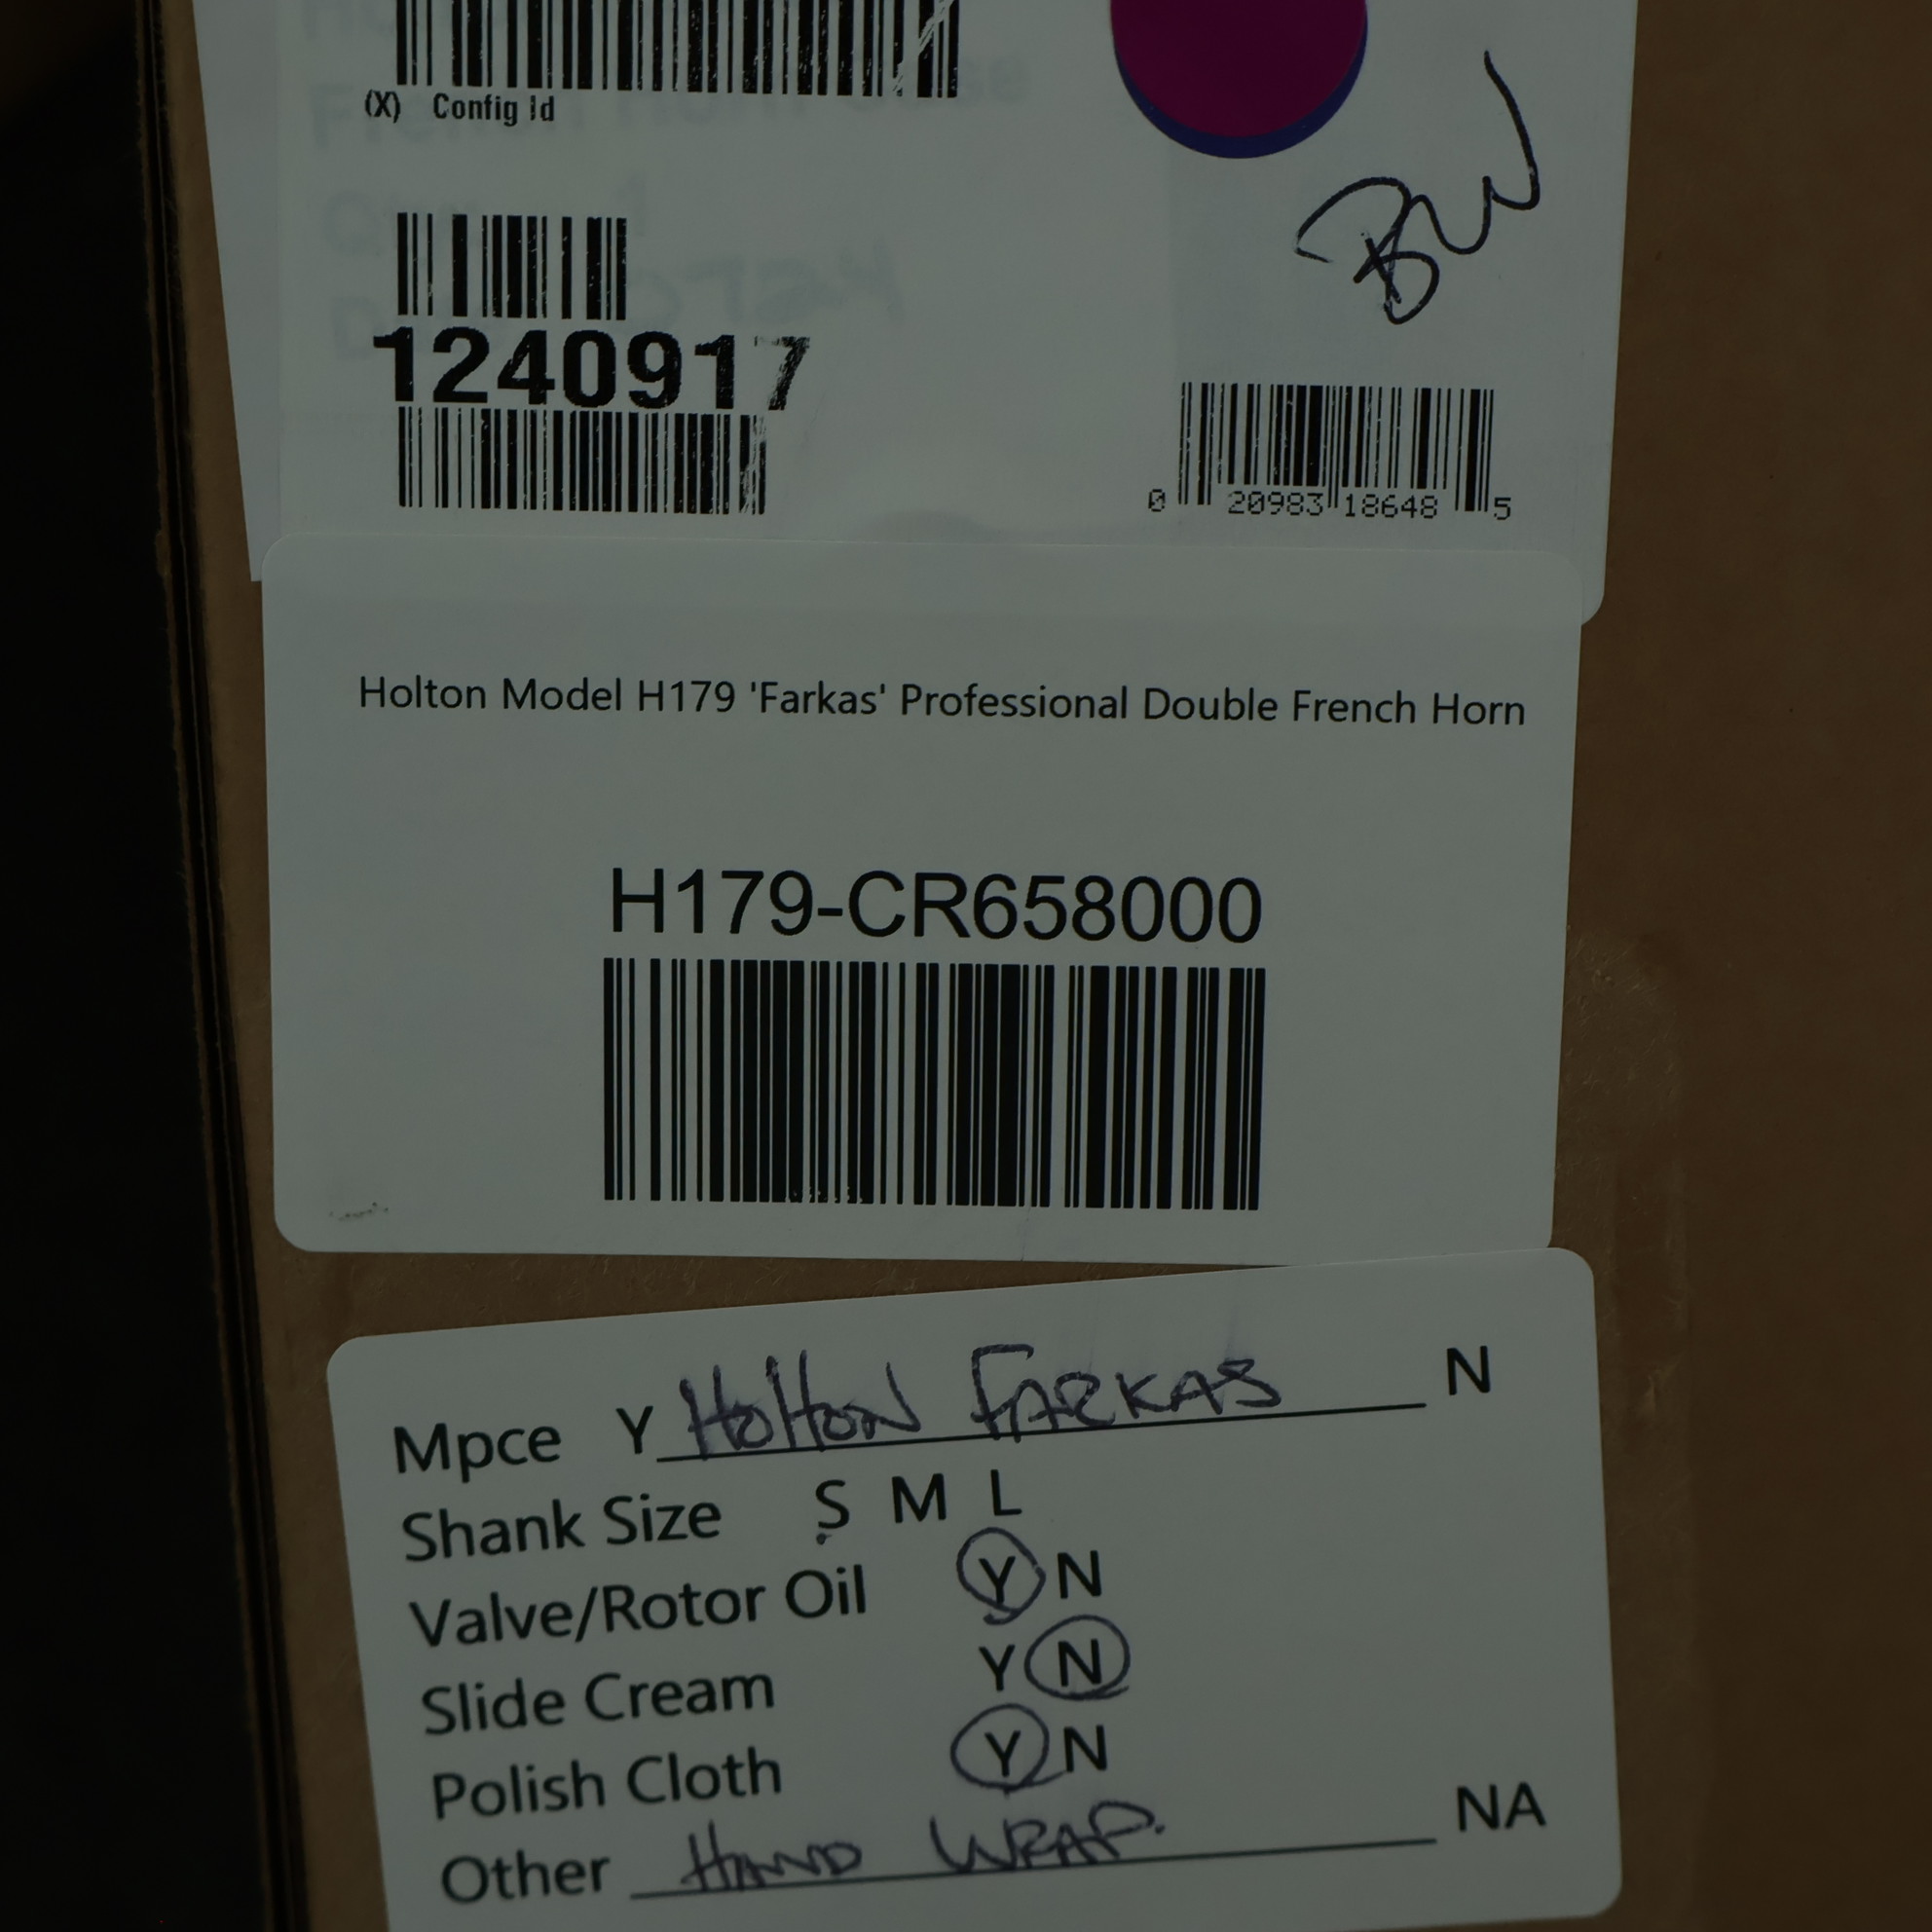 (X) Config Id
BW
1240917
0 20983 18648 5
Holton Model H179 'Farkas' Professional Double French Horn
H179-CR658000
Mpce Y Holton FARKAS N
Shank Size S M L
Valve/Rotor Oil Y N
Slide Cream Y N
Polish Cloth Y N
Other HAND WRAP. NA